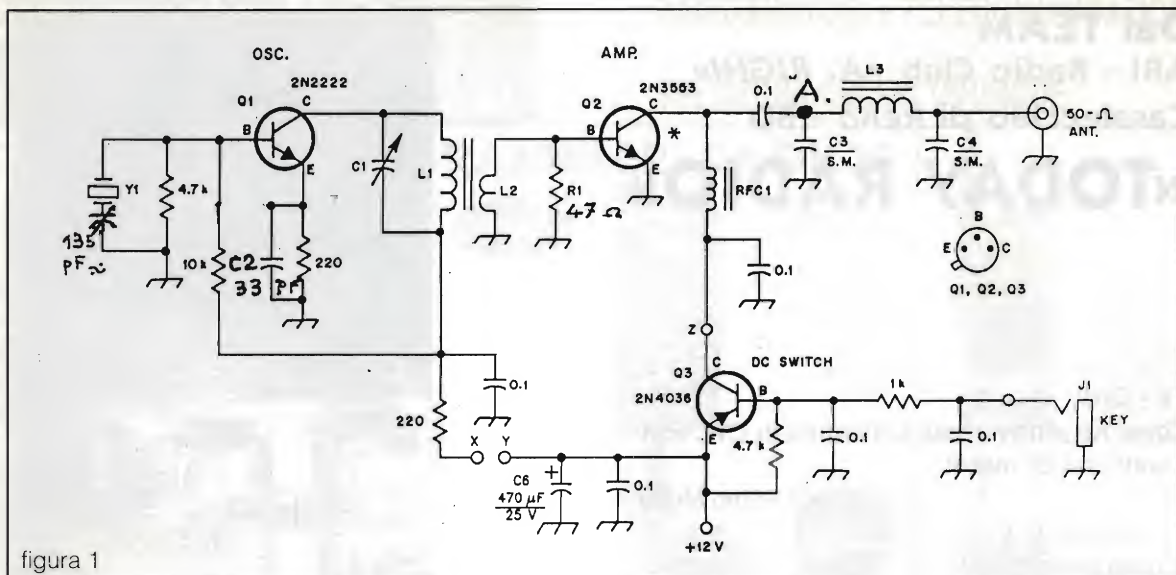 OSC.
AMP.
2N2222
Q1
C
B
E
Y1
4.7k
135
PF≈
10k
C2
33 PF
220
C1
L1
L2
R1
47 Ω
2N3553
Q2
C
B
E
*
0.1
A.
L3
C3
S.M.
C4
S.M.
50-Ω
ANT.
RFC1
0.1
B
E
C
Q1, Q2, Q3
Z
C
DC SWITCH
Q3
2N4036
B
E
1k
J1
KEY
4.7k
0.1
0.1
0.1
220
X
Y
+
C6
470 µF
25 V
0.1
+12 V
figura 1